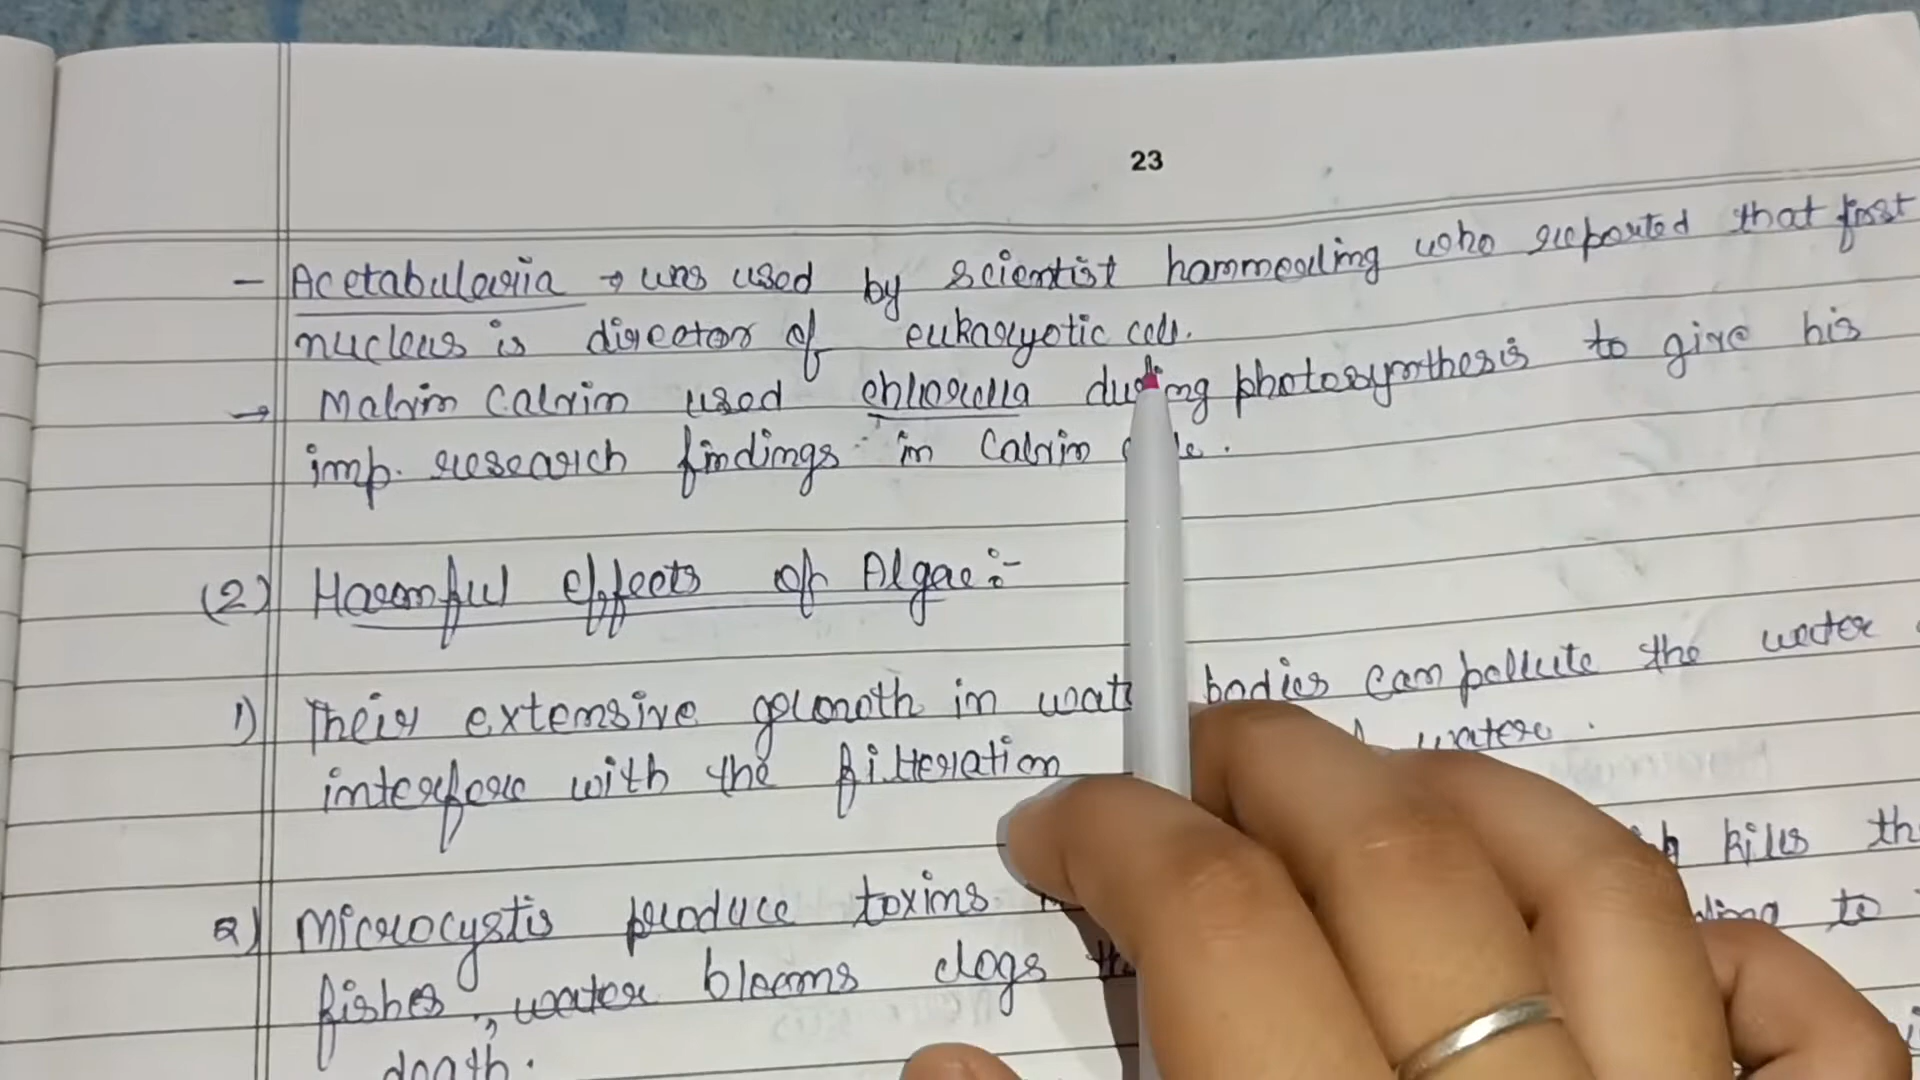 23
- Acetabularia → was used by scientist hammerling who reported that first
nucleus is director of eukaryotic cell.
→ Malvin Calvin used chlorella during photosynthesis to give his
imp. research findings in Calvin
(2) Harmful effects of Algae :-
1) Their extensive growth in bodies can pollute the water
interfere with the filteration water.
2) Microcystis produce toxins kills
fishes, water blooms clogs to
death.